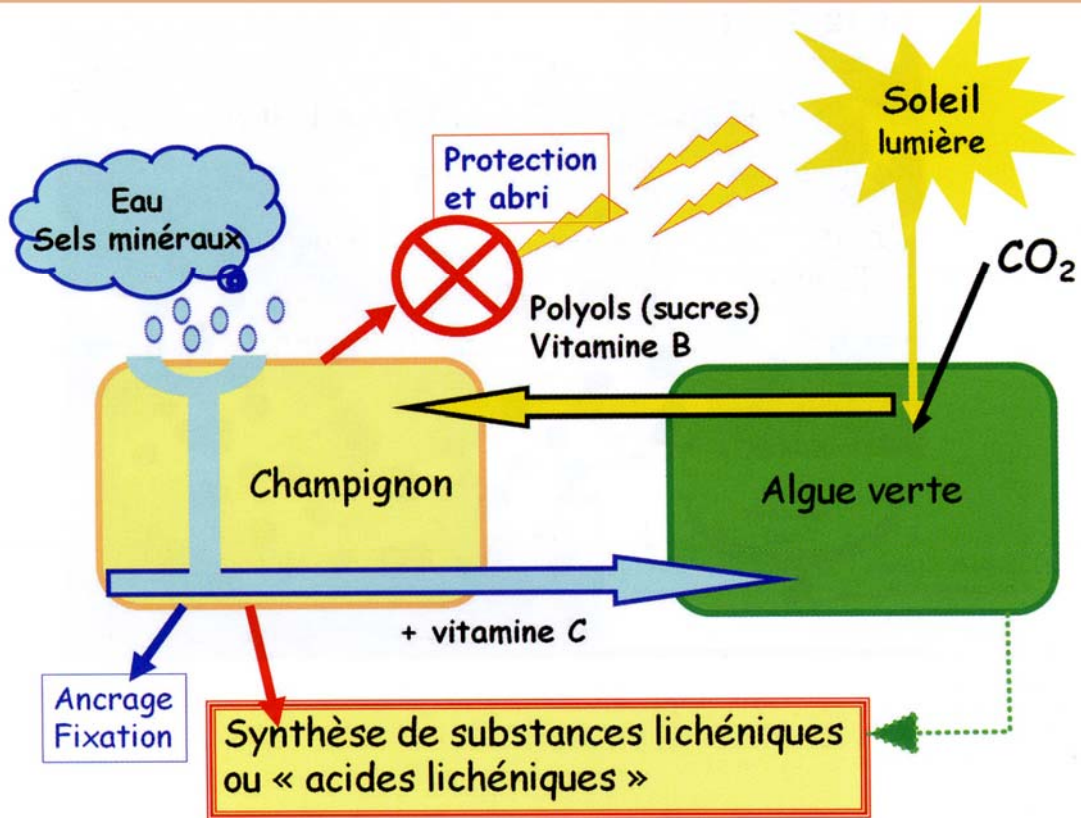 Soleil
lumière
Protection
et abri
Eau
Sels minéraux
CO₂
Polyols (sucres)
Vitamine B
Champignon
Algue verte
+ vitamine C
Ancrage
Fixation
Synthèse de substances lichéniques
ou « acides lichéniques »